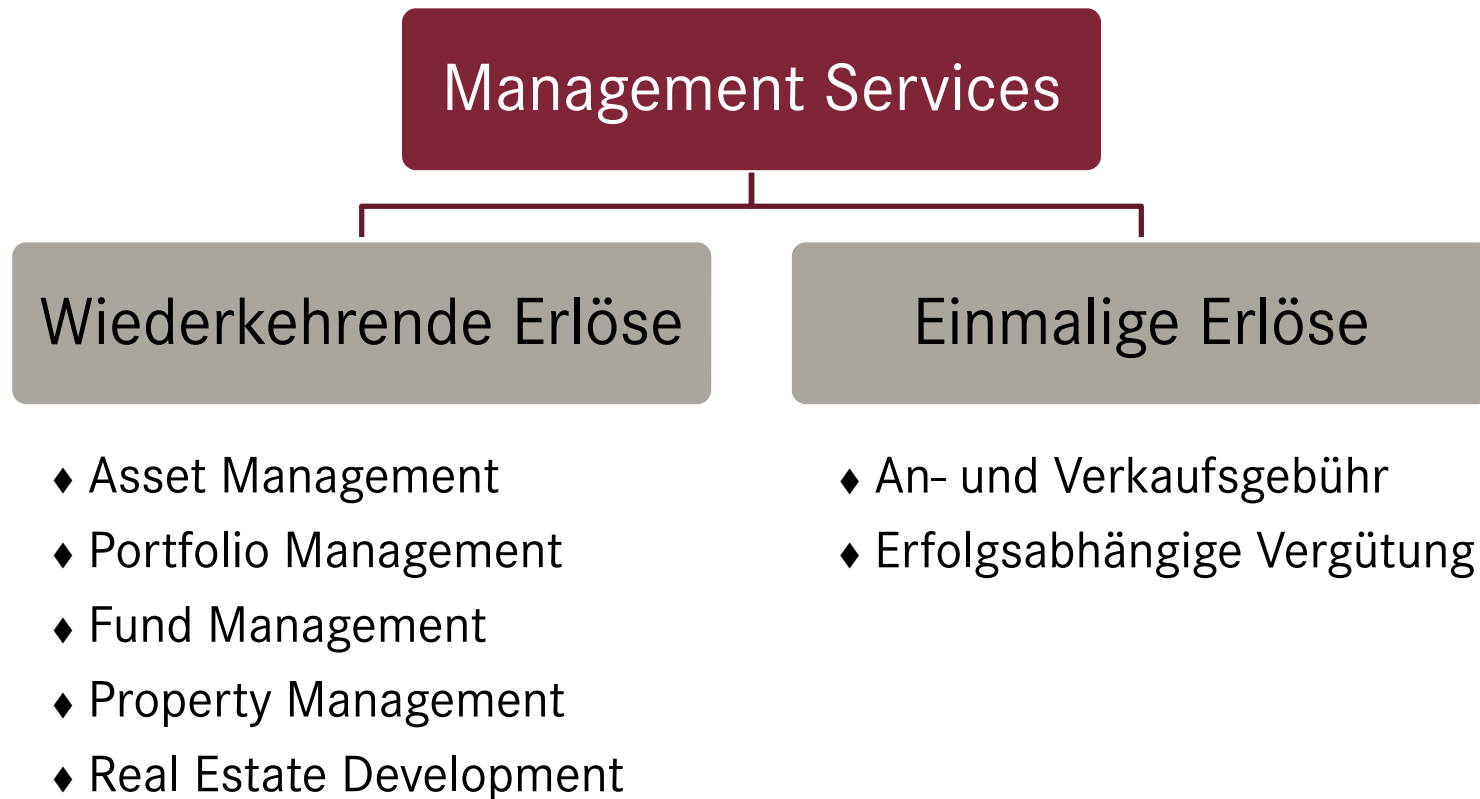 Management Services
Wiederkehrende Erlöse
Einmalige Erlöse
♦ Asset Management
♦ Portfolio Management
♦ Fund Management
♦ Property Management
♦ Real Estate Development
♦ An- und Verkaufsgebühr
♦ Erfolgsabhängige Vergütung